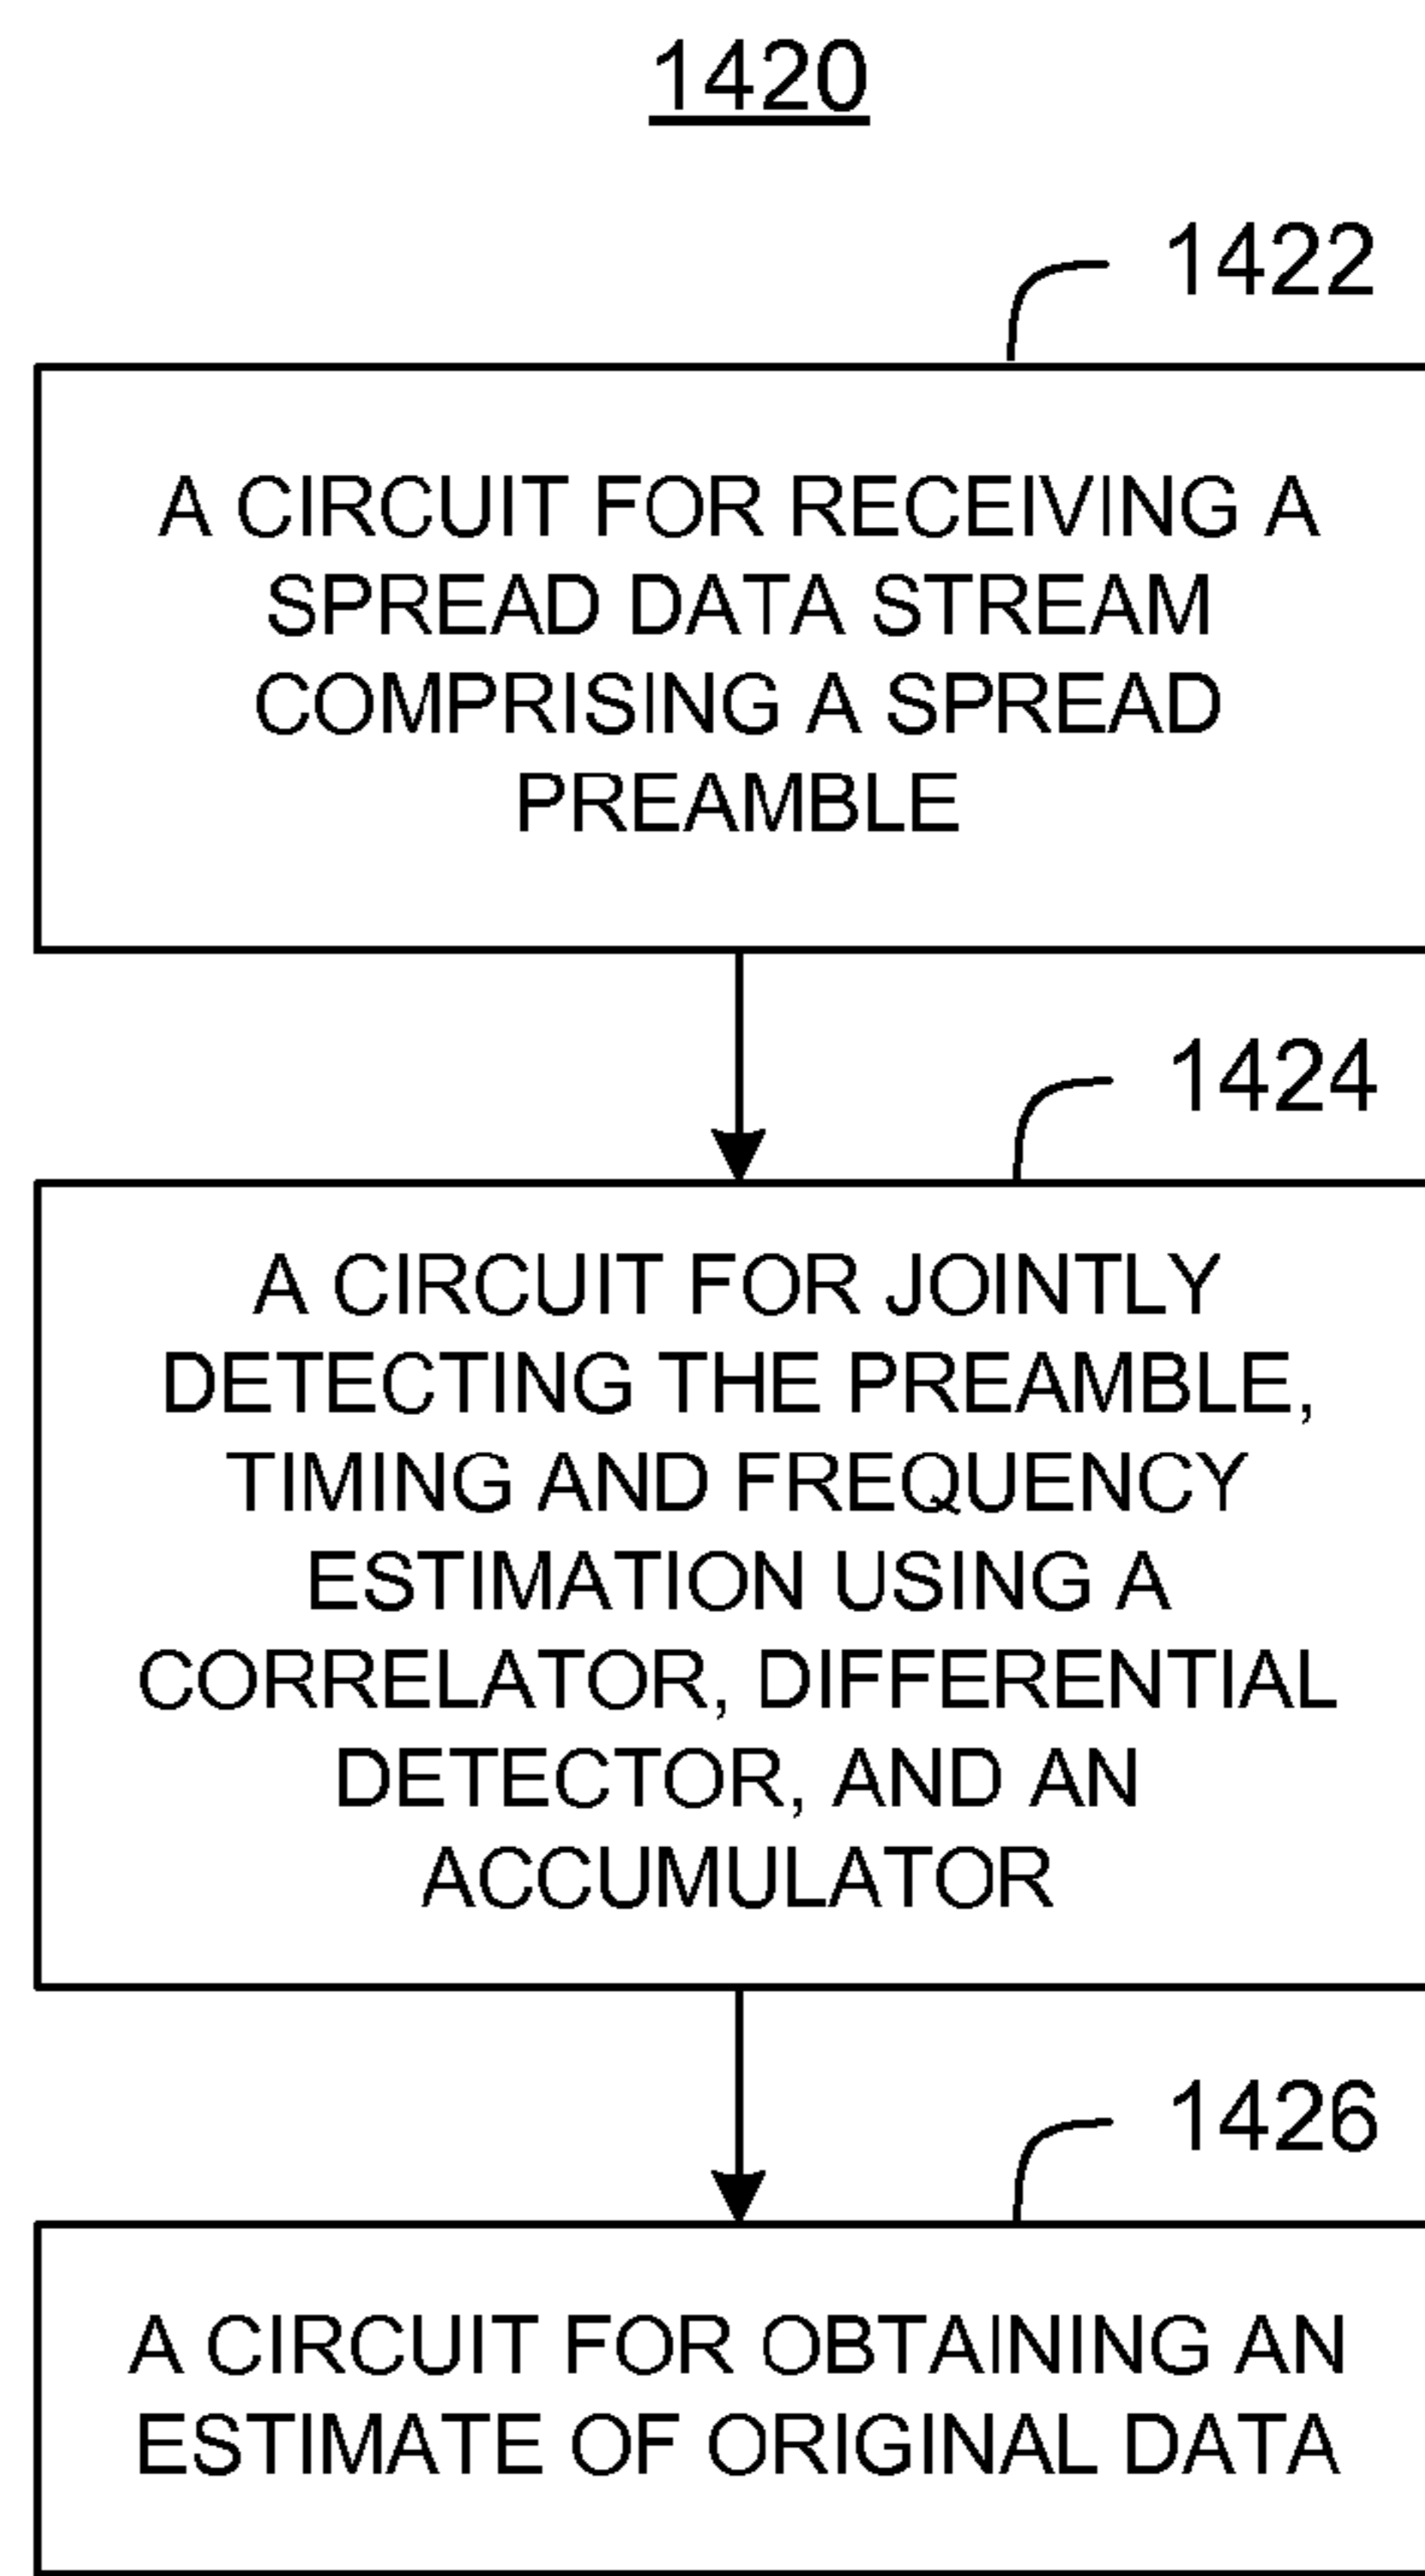 1420
1422
A CIRCUIT FOR RECEIVING A
SPREAD DATA STREAM
COMPRISING A SPREAD
PREAMBLE
1424
A CIRCUIT FOR JOINTLY
DETECTING THE PREAMBLE,
TIMING AND FREQUENCY
ESTIMATION USING A
CORRELATOR, DIFFERENTIAL
DETECTOR, AND AN
ACCUMULATOR
1426
A CIRCUIT FOR OBTAINING AN
ESTIMATE OF ORIGINAL DATA